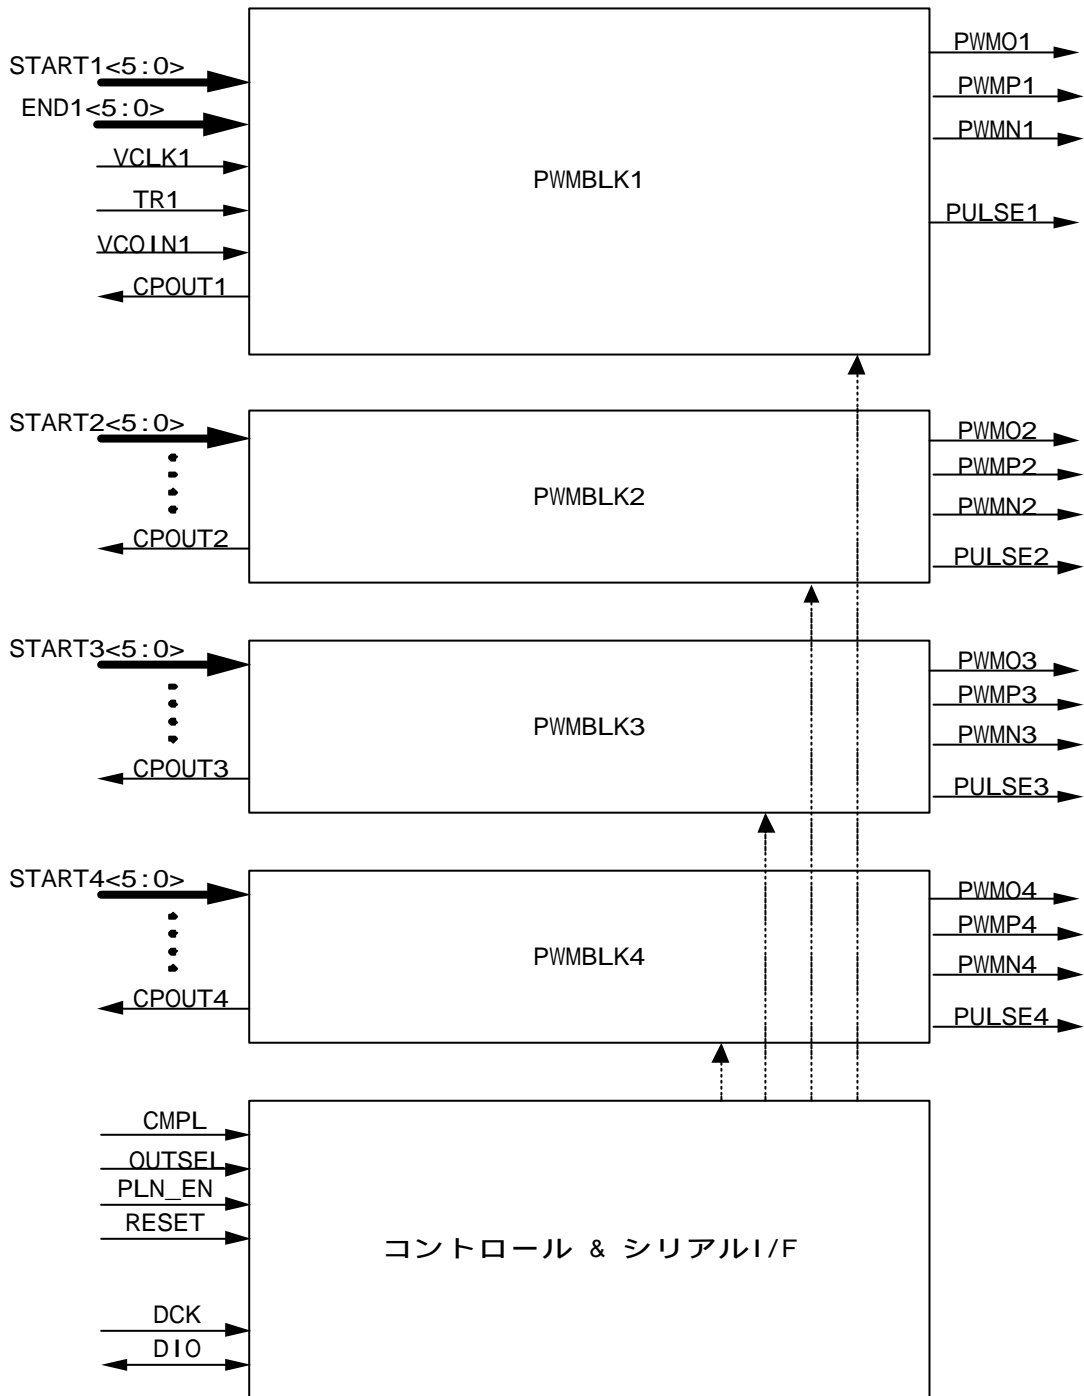 PWMO1
START1<5:0>
PWMP1
END1<5:0>
PWMN1
VCLK1
PWMBLK1
TR1
PULSE1
VCOIN1
CPOUT1
START2<5:0>
PWMO2
PWMP2
PWMBLK2
PWMN2
CPOUT2
PULSE2
START3<5:0>
PWMO3
PWMP3
PWMBLK3
PWMN3
CPOUT3
PULSE3
START4<5:0>
PWMO4
PWMP4
PWMBLK4
PWMN4
CPOUT4
PULSE4
CMPL
OUTSEL
PLN_EN
RESET
コントロール & シリアルI/F
DCK
DIO